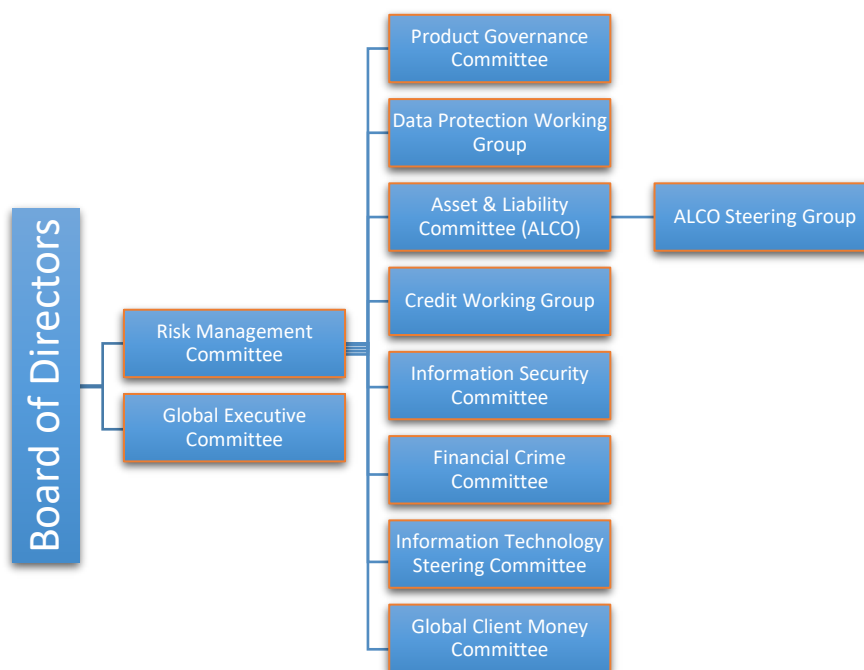 Board of Directors
Risk Management
Committee
Global Executive
Committee
Product Governance
Committee
Data Protection Working
Group
Asset & Liability
Committee (ALCO)
ALCO Steering Group
Credit Working Group
Information Security
Committee
Financial Crime
Committee
Information Technology
Steering Committee
Global Client Money
Committee